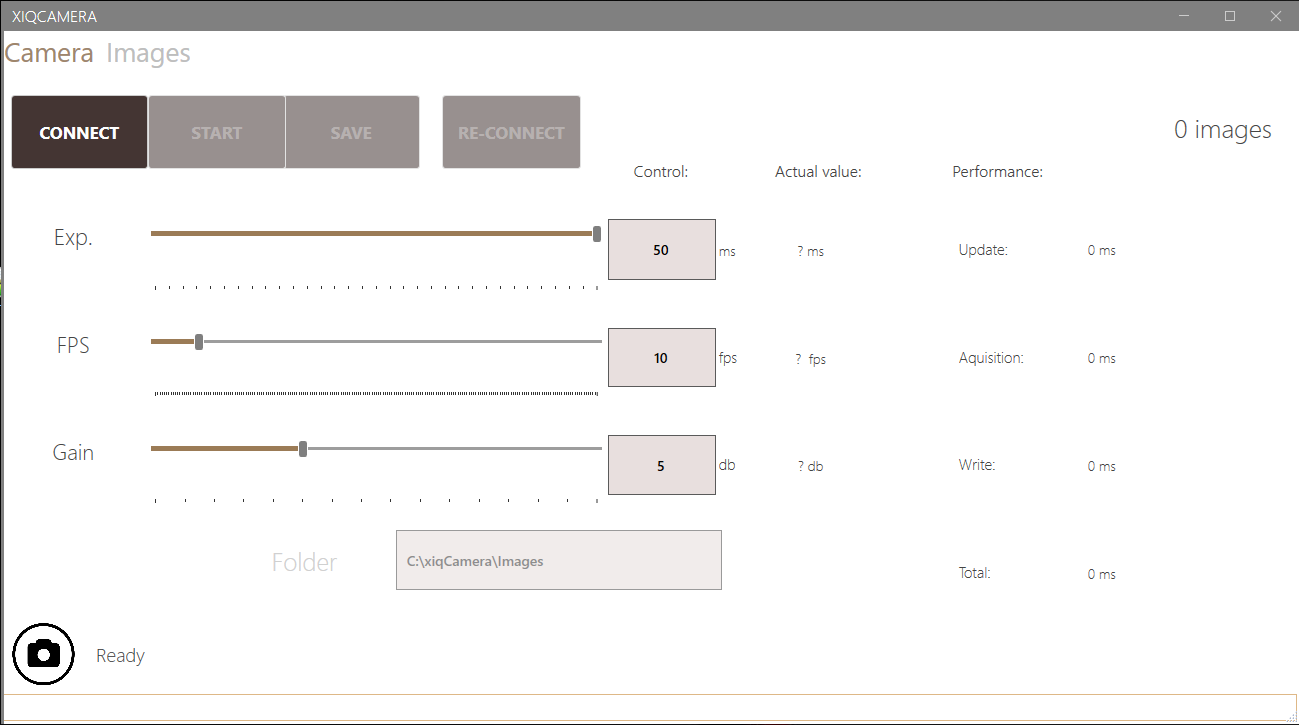 XIQCAMERA
Camera Images
CONNECT START SAVE RE-CONNECT
0 images
Control: Actual value: Performance:
Exp. 50 ms ? ms Update: 0 ms
FPS 10 fps ? fps Aquisition: 0 ms
Gain 5 db ? db Write: 0 ms
Folder C:\xiqCamera\Images
Total: 0 ms
Ready